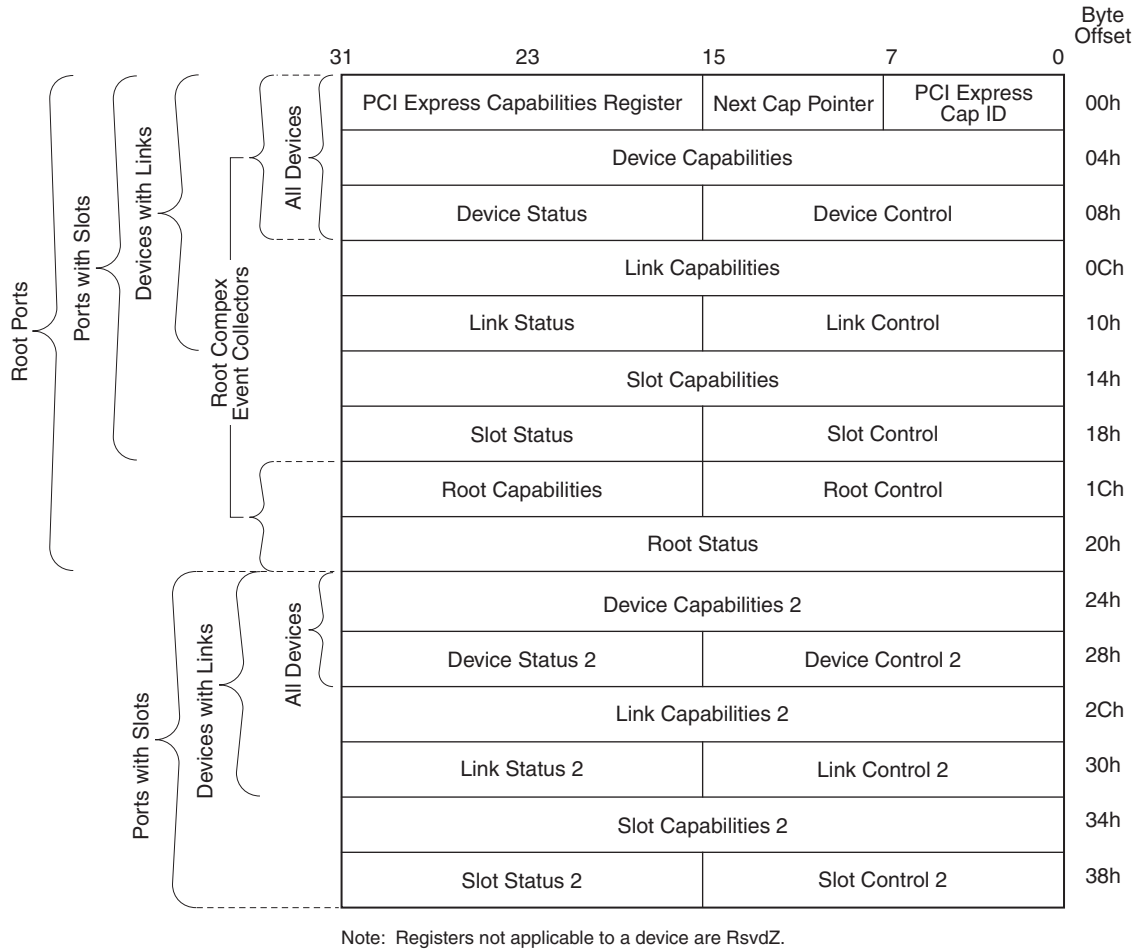 Byte
Offset
31 23 15 7 0
PCI Express Capabilities Register Next Cap Pointer PCI Express
Cap ID 00h
Device Capabilities 04h
Device Status Device Control 08h
Link Capabilities 0Ch
Link Status Link Control 10h
Slot Capabilities 14h
Slot Status Slot Control 18h
Root Capabilities Root Control 1Ch
Root Status 20h
Device Capabilities 2 24h
Device Status 2 Device Control 2 28h
Link Capabilities 2 2Ch
Link Status 2 Link Control 2 30h
Slot Capabilities 2 34h
Slot Status 2 Slot Control 2 38h
Root Ports
Ports with Slots
Devices with Links
Root Compex
Event Collectors
All Devices
Ports with Slots
Devices with Links
All Devices
Note: Registers not applicable to a device are RsvdZ.